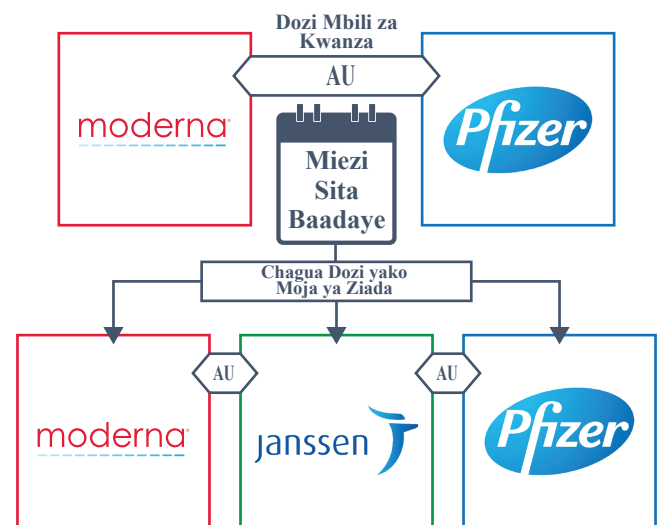 Dozi Mbili za
Kwanza
AU
moderna
Pfizer
Miezi
Sita
Baadaye
Chagua Dozi yako
Moja ya Ziada
AU
AU
moderna
janssen
Pfizer